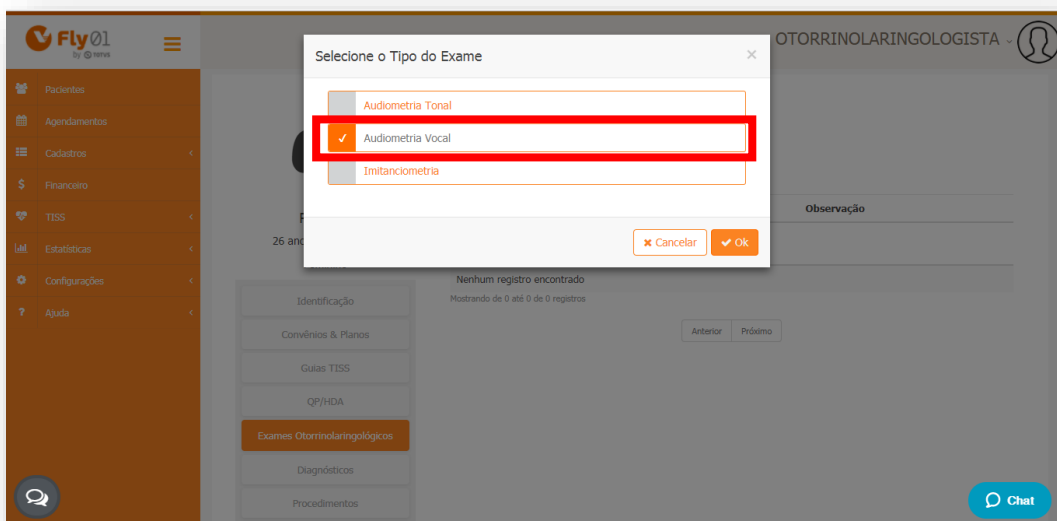 Fly01
by nerva
OTORRINOLARINGOLOGISTA
Selecione o Tipo do Exame
×
Audiometria Tonal
Audiometria Vocal
Imitanciometria
Cancelar
Ok
Pacientes
Agendamentos
Cadastros
Financeiro
TISS
Estatísticas
Configurações
Ajuda
26 ano
Identificação
Convênios & Planos
Guias TISS
QP/HDA
Exames Otorrinolaringológicos
Diagnósticos
Procedimentos
Observação
Nenhum registro encontrado
Mostrando de 0 até 0 de 0 registros
Anterior Próximo
Chat